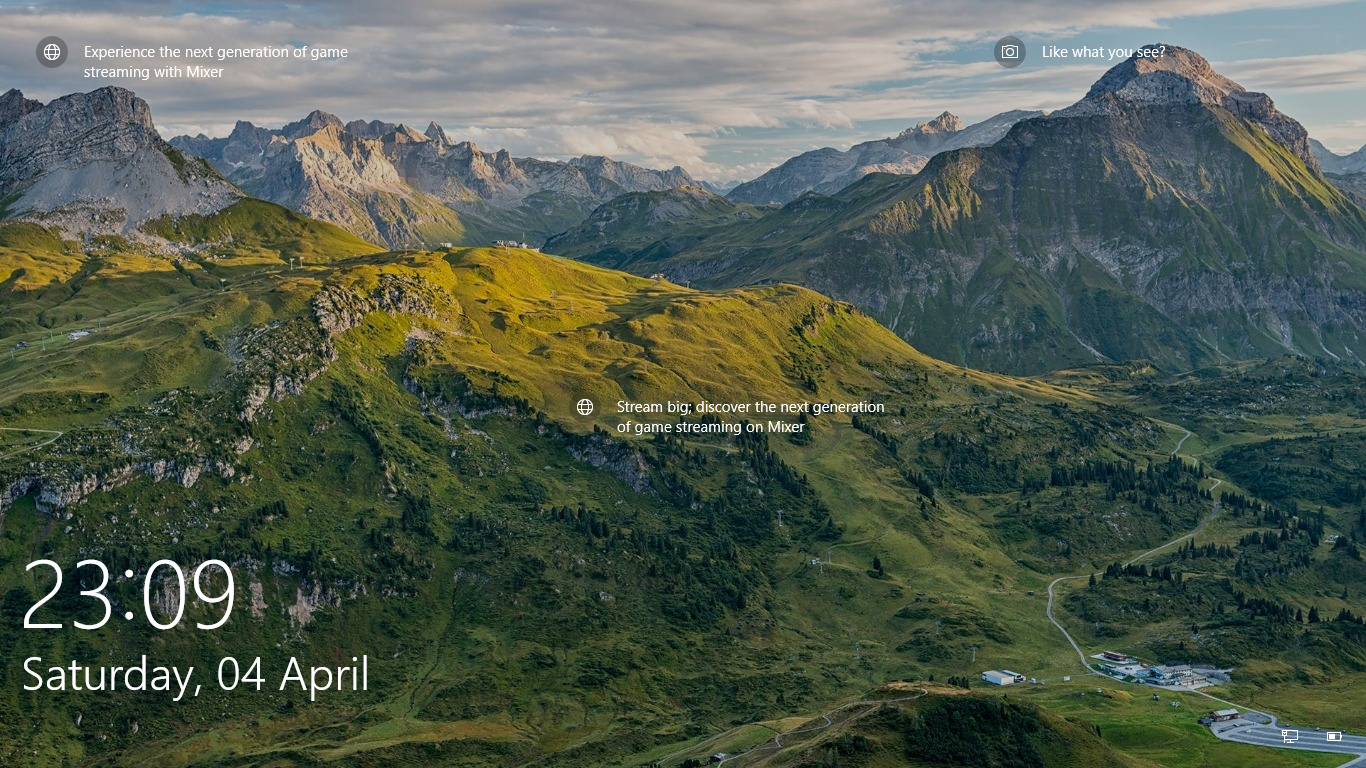 Experience the next generation of game
streaming with Mixer
Like what you see?
Stream big; discover the next generation
of game streaming on Mixer
23:09
Saturday, 04 April